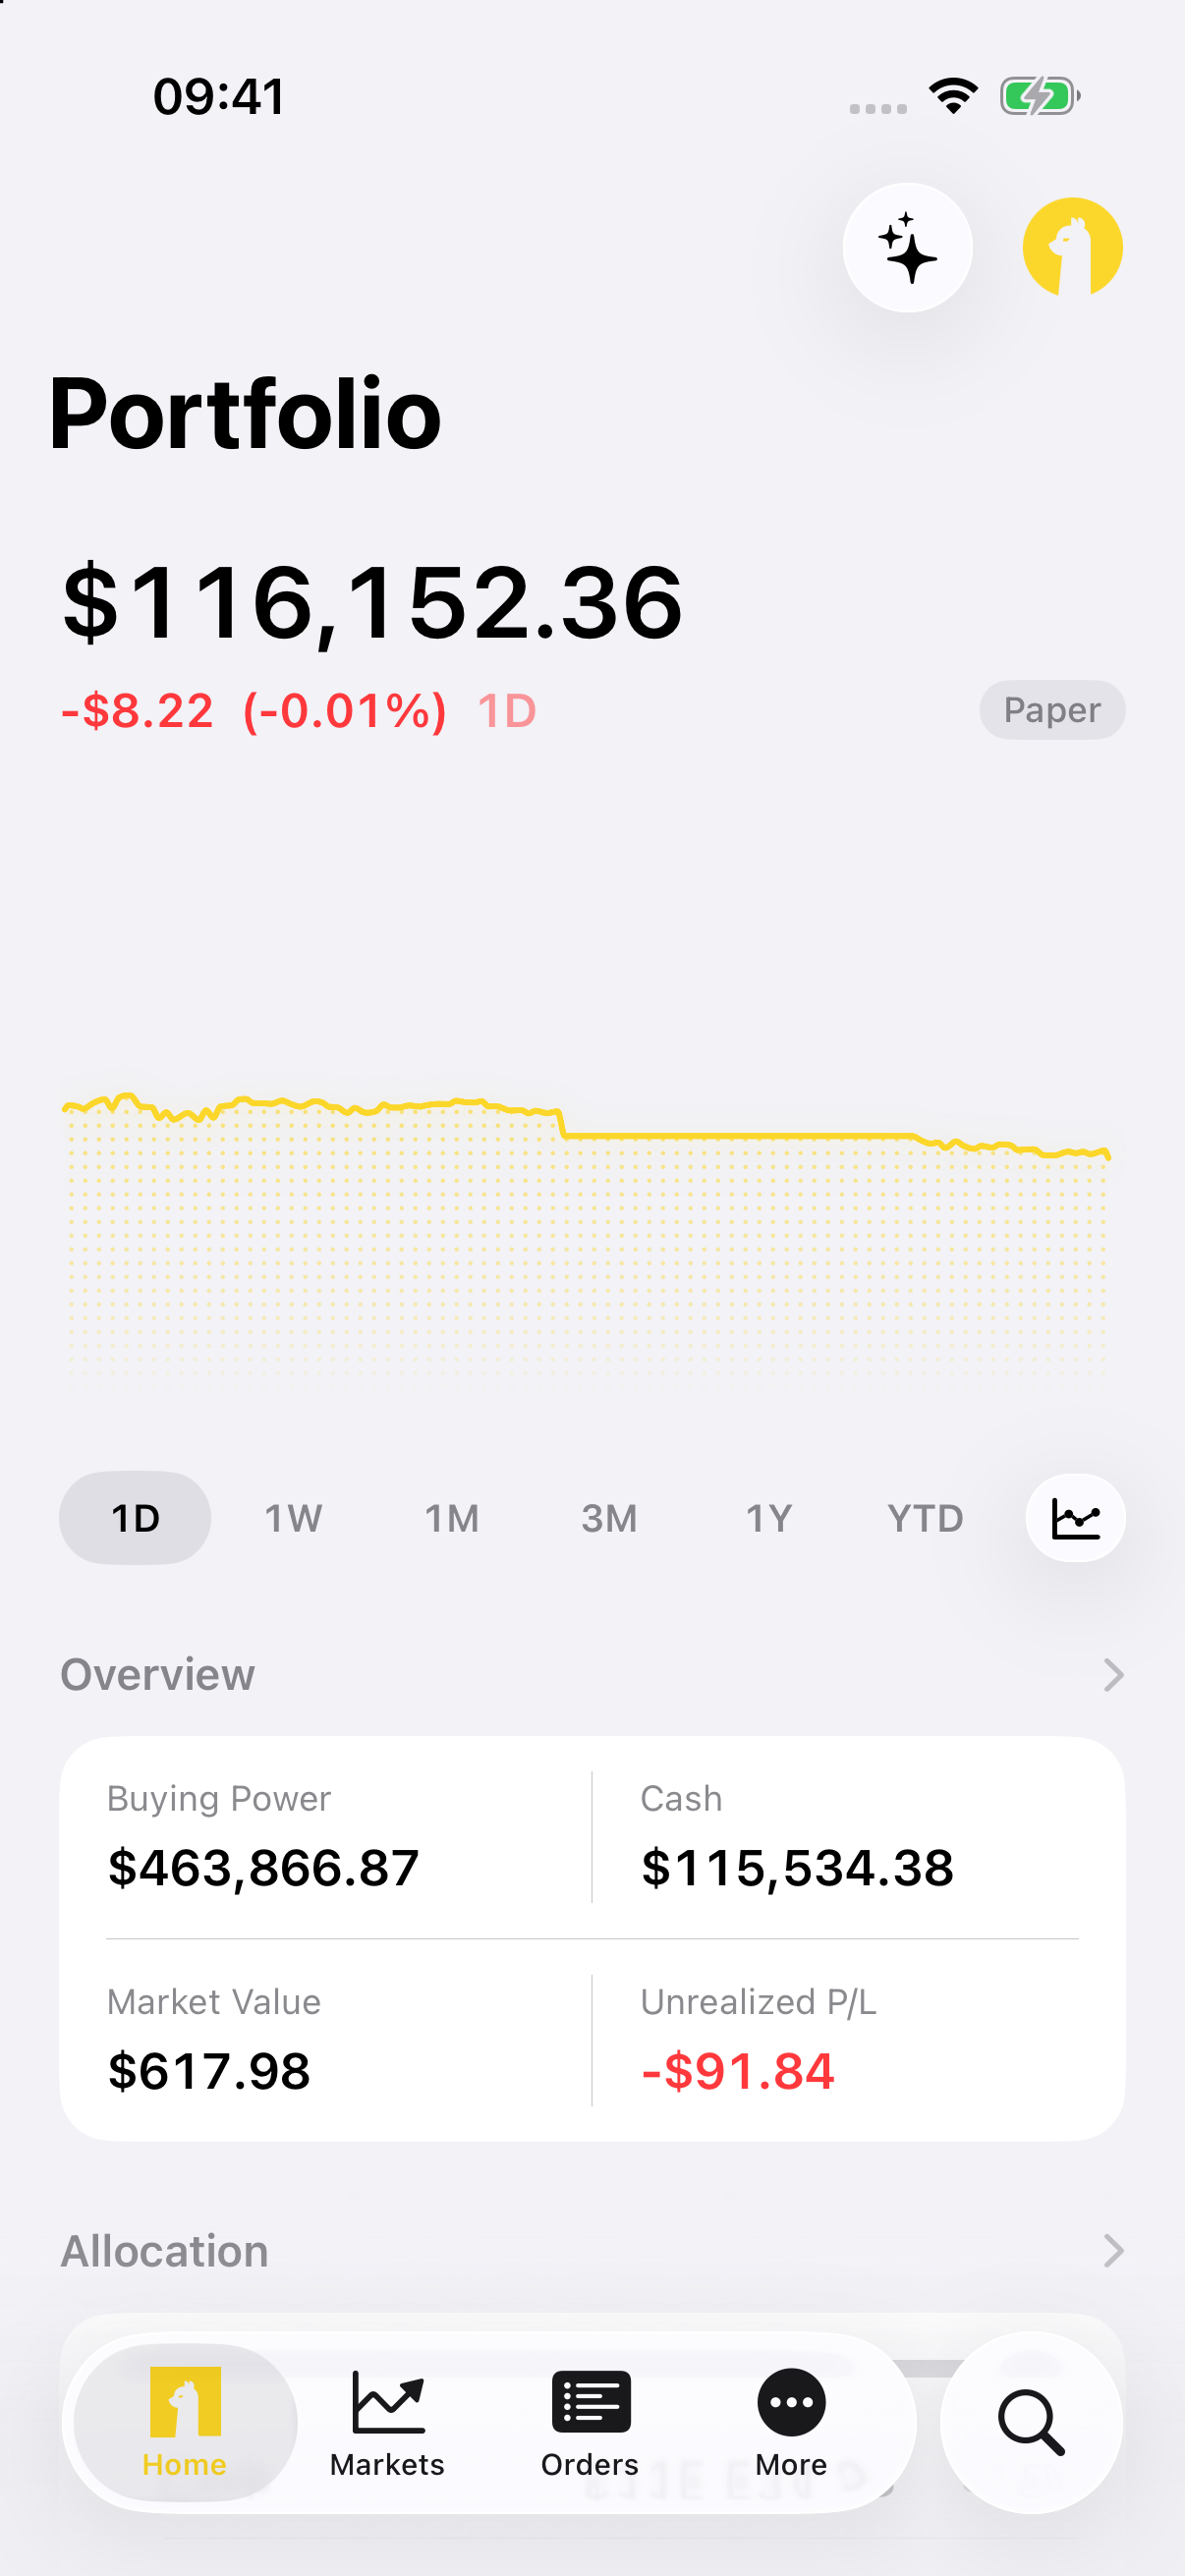 09:41
Portfolio
$116,152.36
-$8.22 (-0.01%) 1D
Paper
1D 1W 1M 3M 1Y YTD
Overview
Buying Power
Cash
$463,866.87
$115,534.38
Market Value
Unrealized P/L
$617.98
-$91.84
Allocation
Home
Markets
Orders
More